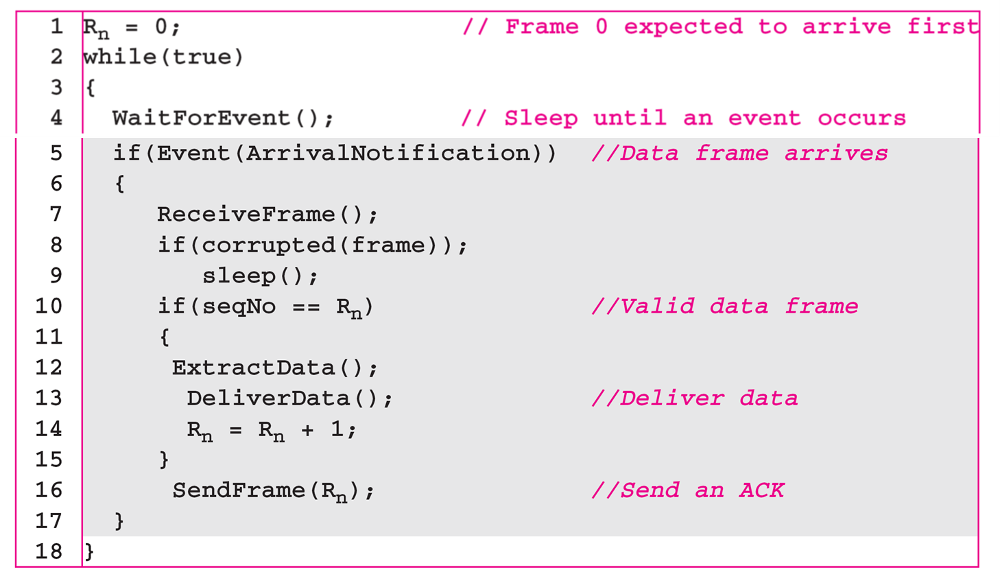 1 Rn = 0; // Frame 0 expected to arrive first
2 while(true)
3 {
4 WaitForEvent(); // Sleep until an event occurs
5 if(Event(ArrivalNotification)) //Data frame arrives
6 {
7 ReceiveFrame();
8 if(corrupted(frame));
9 sleep();
10 if(seqNo == Rn) //Valid data frame
11 {
12 ExtractData();
13 DeliverData(); //Deliver data
14 Rn = Rn + 1;
15 }
16 SendFrame(Rn); //Send an ACK
17 }
18 }